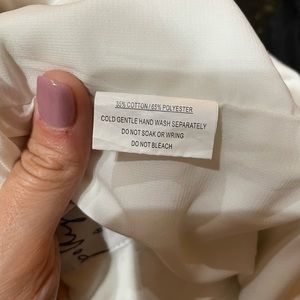 35% COTTON / 65% POLYESTER
COLD GENTLE HAND WASH SEPARATELY
DO NOT SOAK OR WRING
DO NOT BLEACH